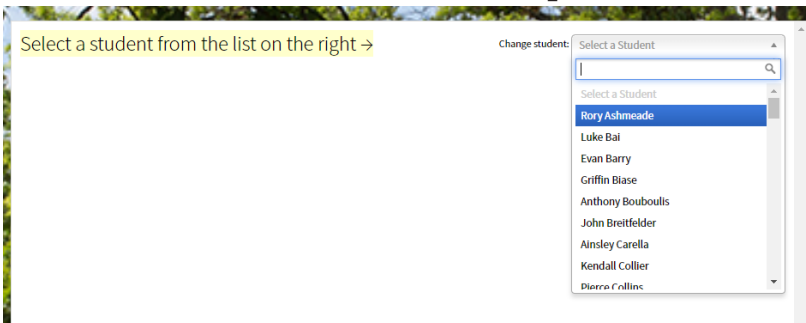 Select a student from the list on the right →
Change student:
Select a Student
Select a Student
Rory Ashmeade
Luke Bai
Evan Barry
Griffin Biase
Anthony Bouboulis
John Breitfelder
Ainsley Carella
Kendall Collier
Pierce Collins